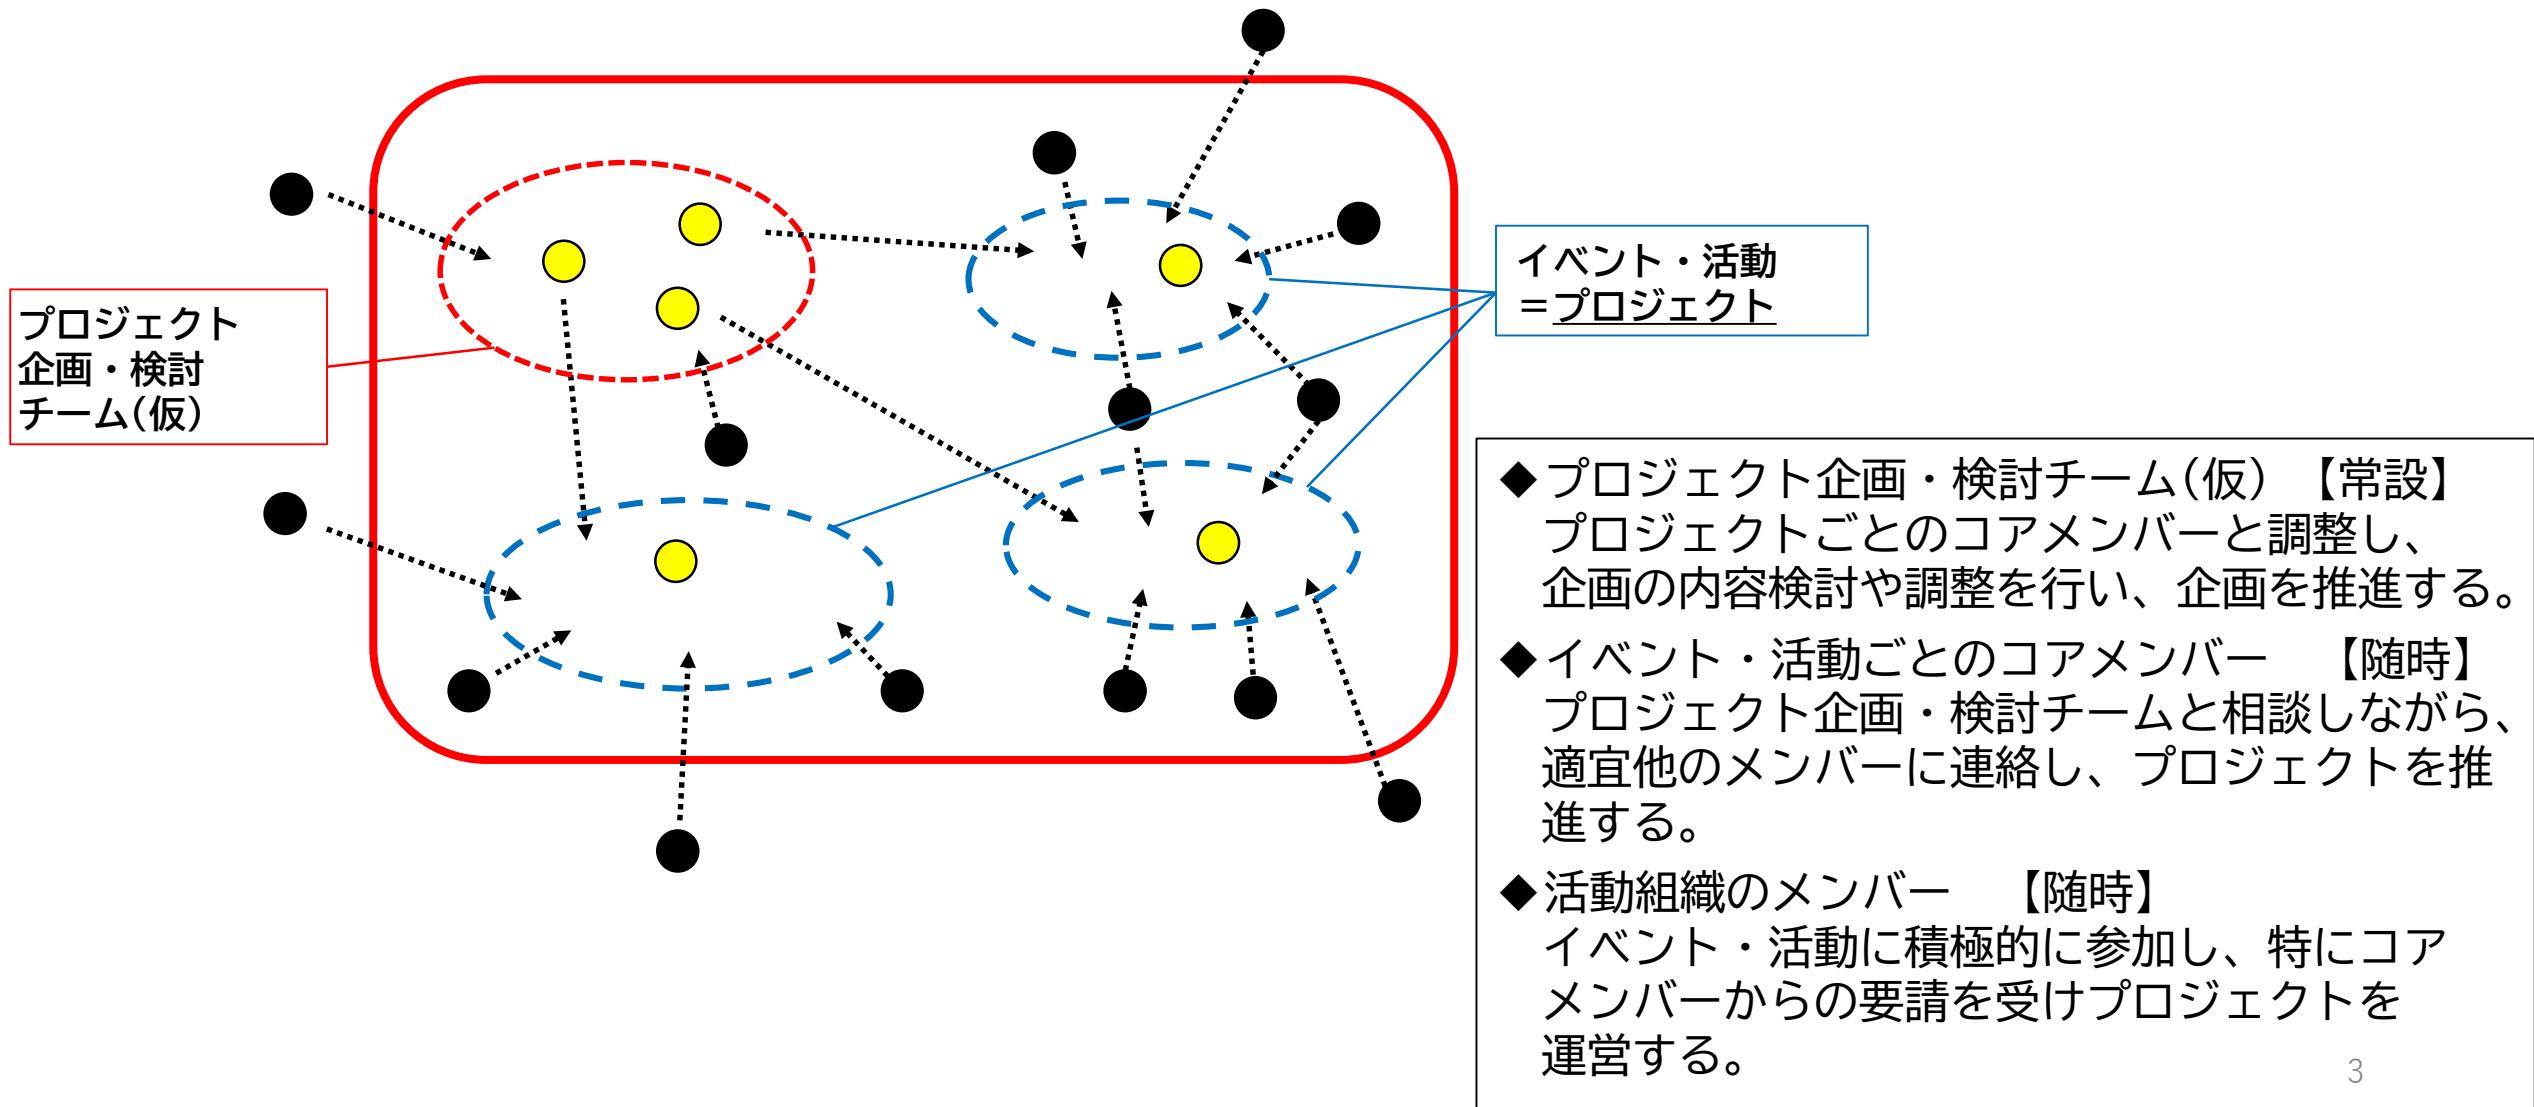 プロジェクト
企画・検討
チーム(仮)
イベント・活動
＝プロジェクト
◆プロジェクト企画・検討チーム(仮)　【常設】
プロジェクトごとのコアメンバーと調整し、
企画の内容検討や調整を行い、企画を推進する。
◆イベント・活動ごとのコアメンバー　【随時】
プロジェクト企画・検討チームと相談しながら、
適宜他のメンバーに連絡し、プロジェクトを推
進する。
◆活動組織のメンバー　【随時】
イベント・活動に積極的に参加し、特にコア
メンバーからの要請を受けプロジェクトを
運営する。
3